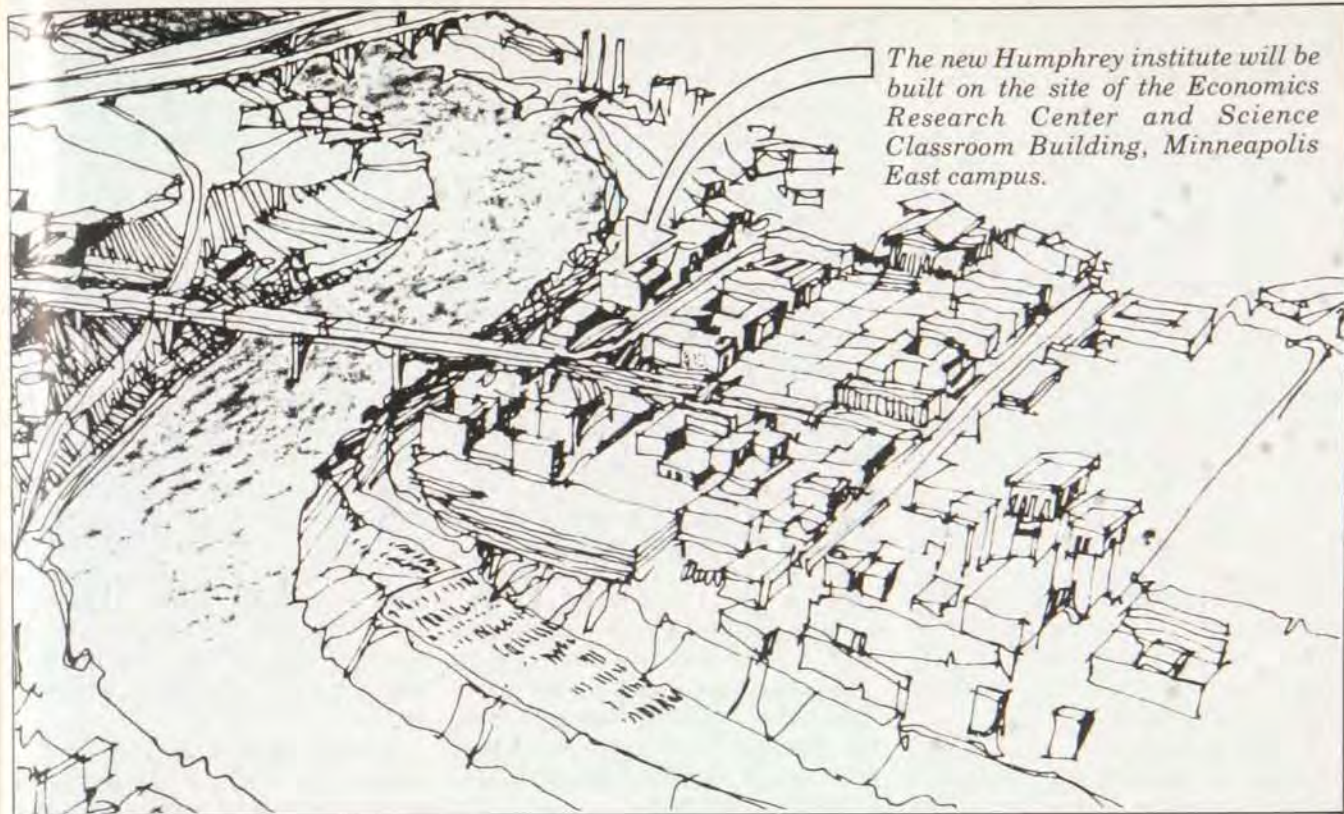 The new Humphrey institute will be
built on the site of the Economics
Research Center and Science
Classroom Building, Minneapolis
East campus.